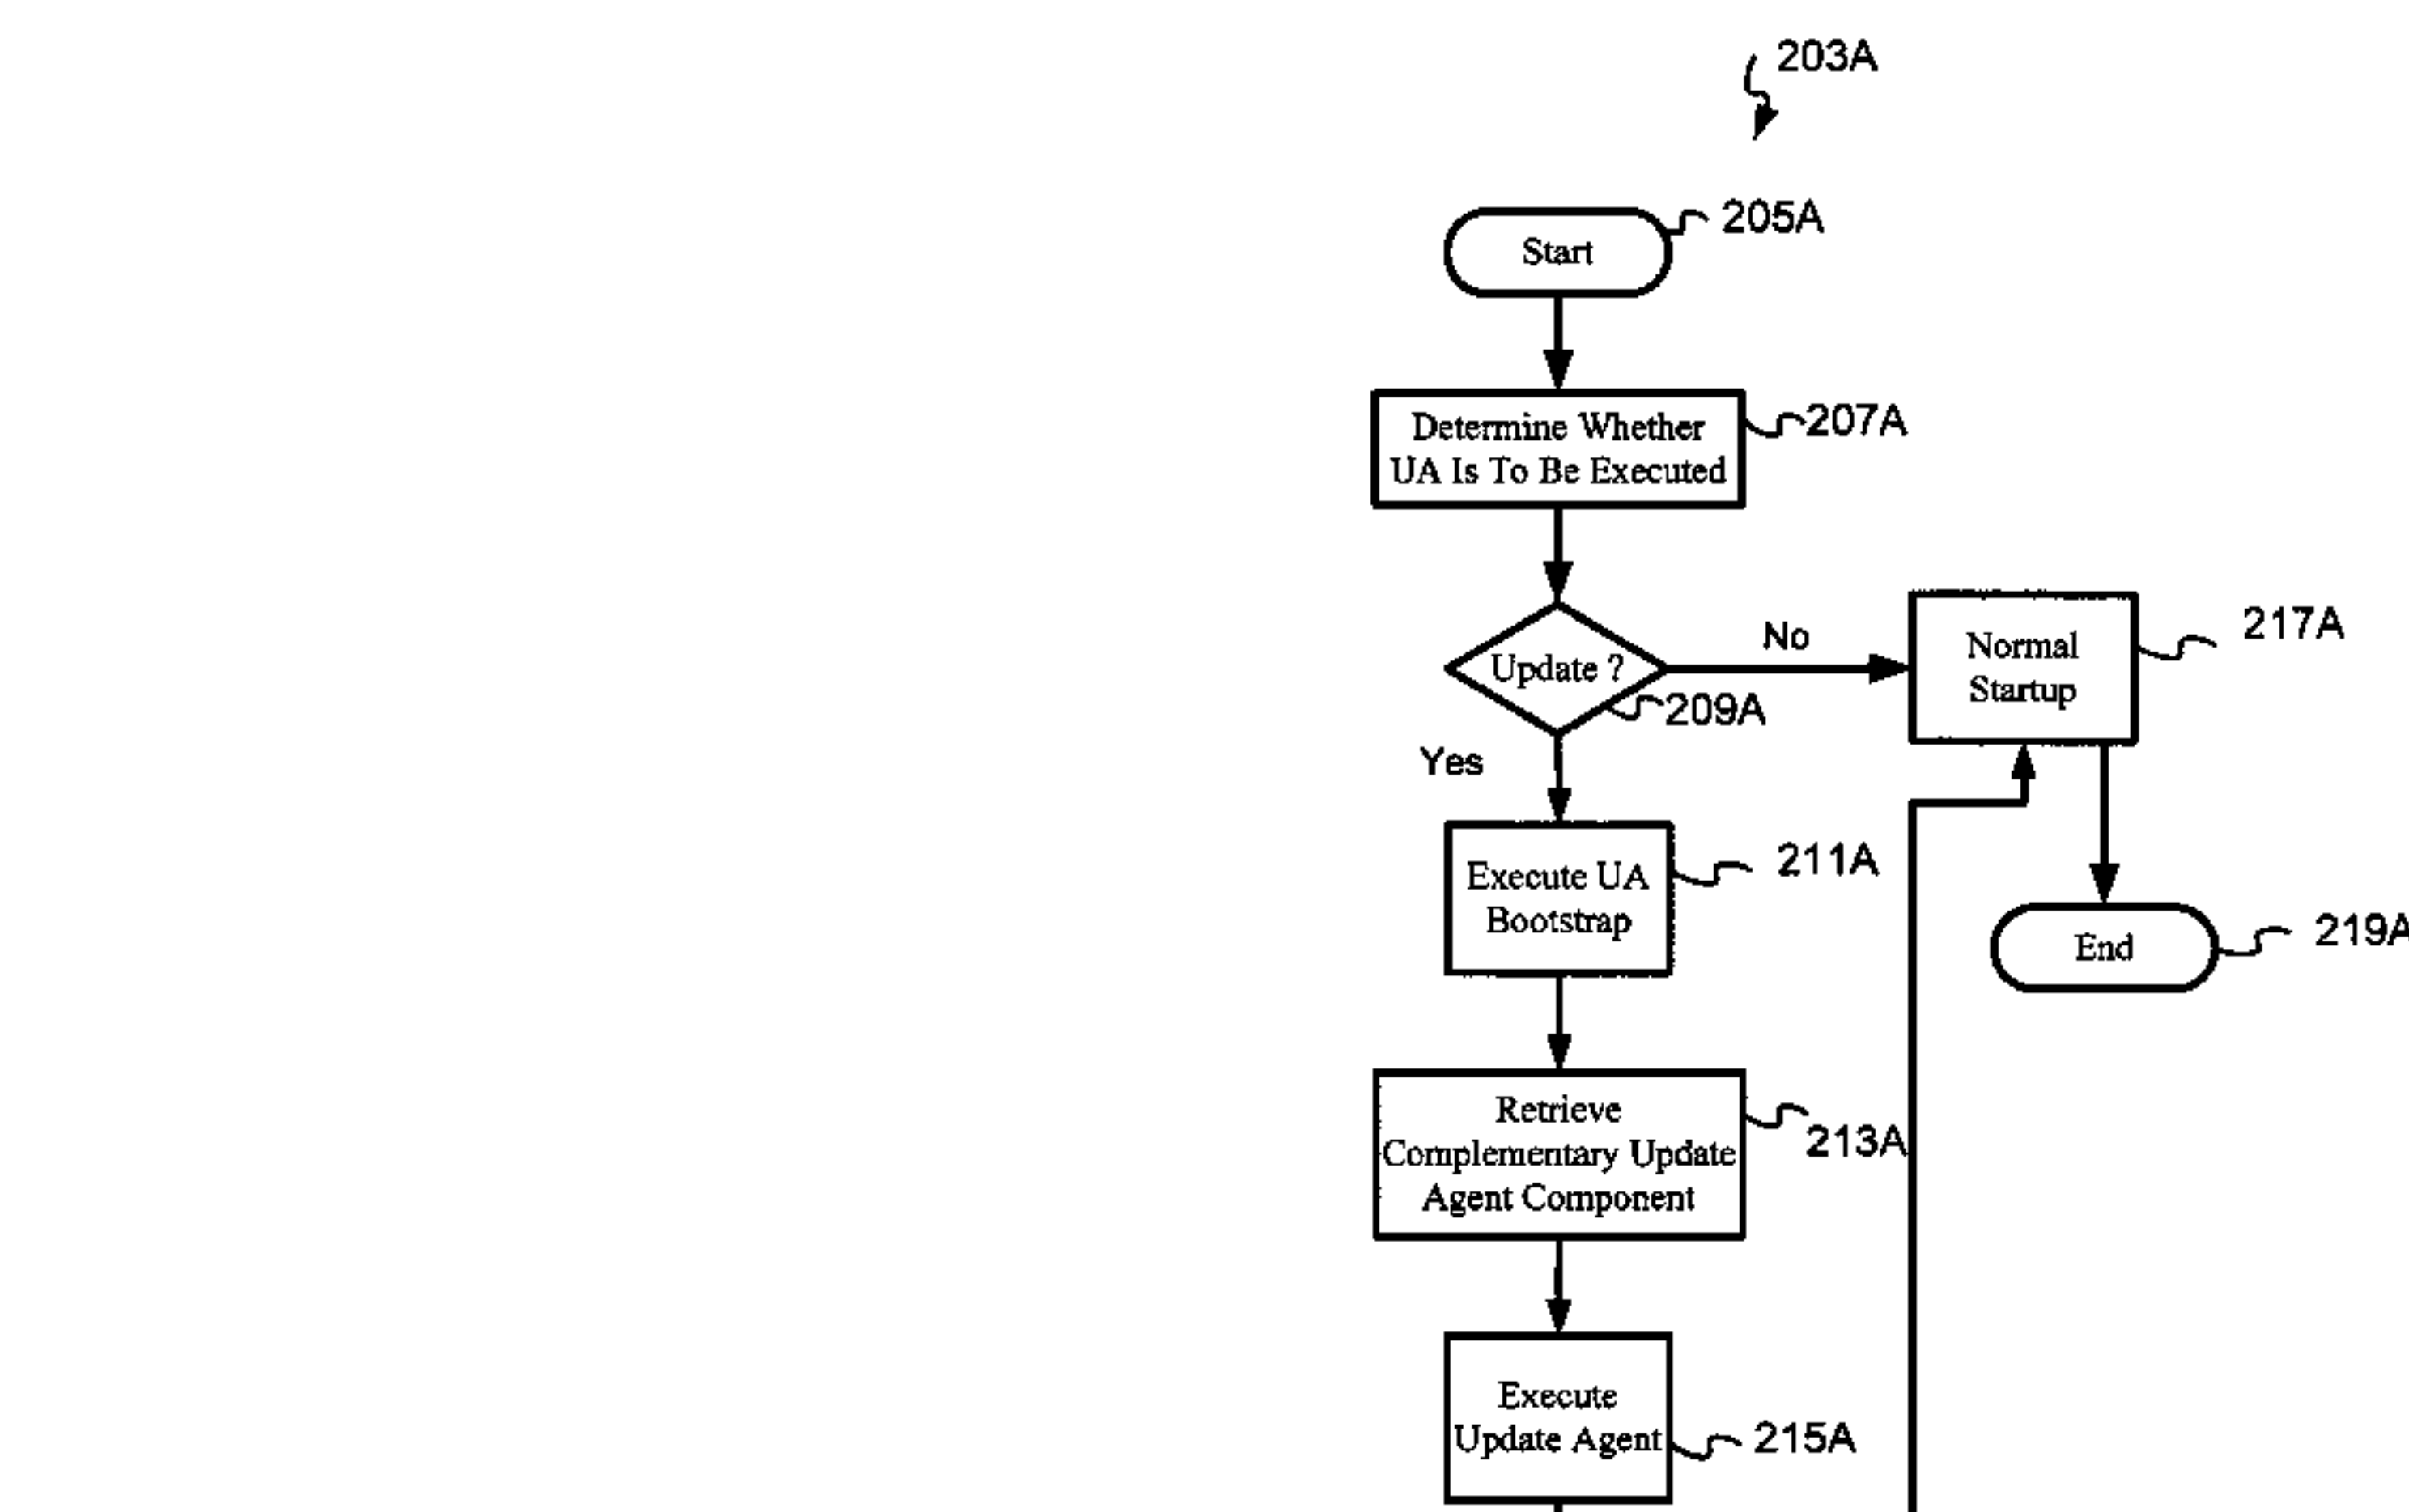 203A
Start
205A
Determine Whether
UA Is To Be Executed
207A
Update ?
209A
No
Yes
Normal
Startup
217A
Execute UA
Bootstrap
211A
End
219A
Retrieve
Complementary Update
Agent Component
213A
Execute
Update Agent
215A